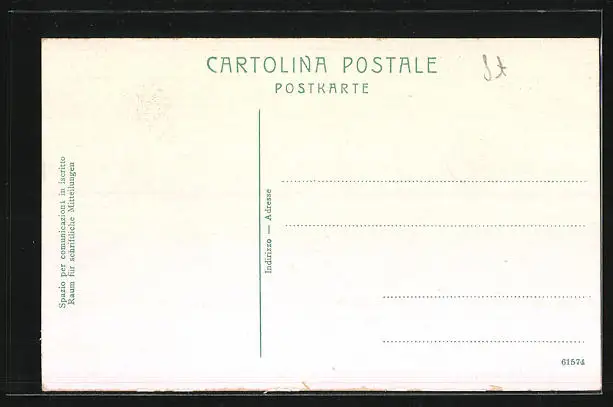 CARTOLINA POSTALE
POSTKARTE
Spazio per comunicazioni in iscritto
Raum für schriftliche Mitteilungen
Indirizzo — Adresse
61574